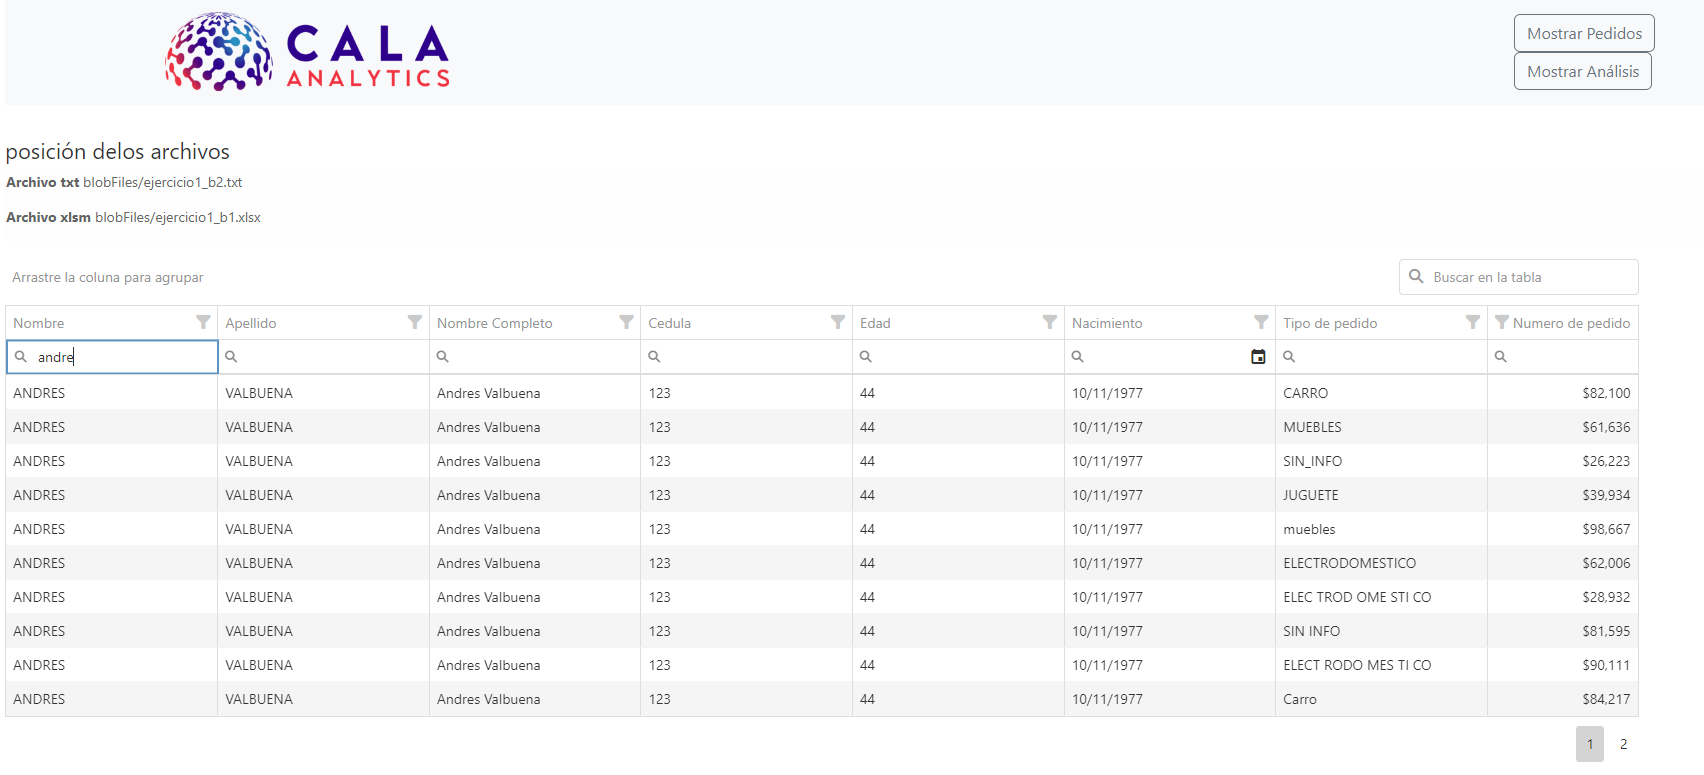 CALA
ANALYTICS
Mostrar Pedidos
Mostrar Análisis
posición delos archivos
Archivo txt blobFiles/ejercicio1_b2.txt
Archivo xlsm blobFiles/ejercicio1_b1.xlsx
Arrastre la coluna para agrupar
Buscar en la tabla
Nombre Apellido Nombre Completo Cedula Edad Nacimiento Tipo de pedido Numero de pedido
andre
ANDRES VALBUENA Andres Valbuena 123 44 10/11/1977 CARRO $82,100
ANDRES VALBUENA Andres Valbuena 123 44 10/11/1977 MUEBLES $61,636
ANDRES VALBUENA Andres Valbuena 123 44 10/11/1977 SIN_INFO $26,223
ANDRES VALBUENA Andres Valbuena 123 44 10/11/1977 JUGUETE $39,934
ANDRES VALBUENA Andres Valbuena 123 44 10/11/1977 muebles $98,667
ANDRES VALBUENA Andres Valbuena 123 44 10/11/1977 ELECTRODOMESTICO $62,006
ANDRES VALBUENA Andres Valbuena 123 44 10/11/1977 ELEC TROD OME STI CO $28,932
ANDRES VALBUENA Andres Valbuena 123 44 10/11/1977 SIN INFO $81,595
ANDRES VALBUENA Andres Valbuena 123 44 10/11/1977 ELECT RODO MES TI CO $90,111
ANDRES VALBUENA Andres Valbuena 123 44 10/11/1977 Carro $84,217
1 2